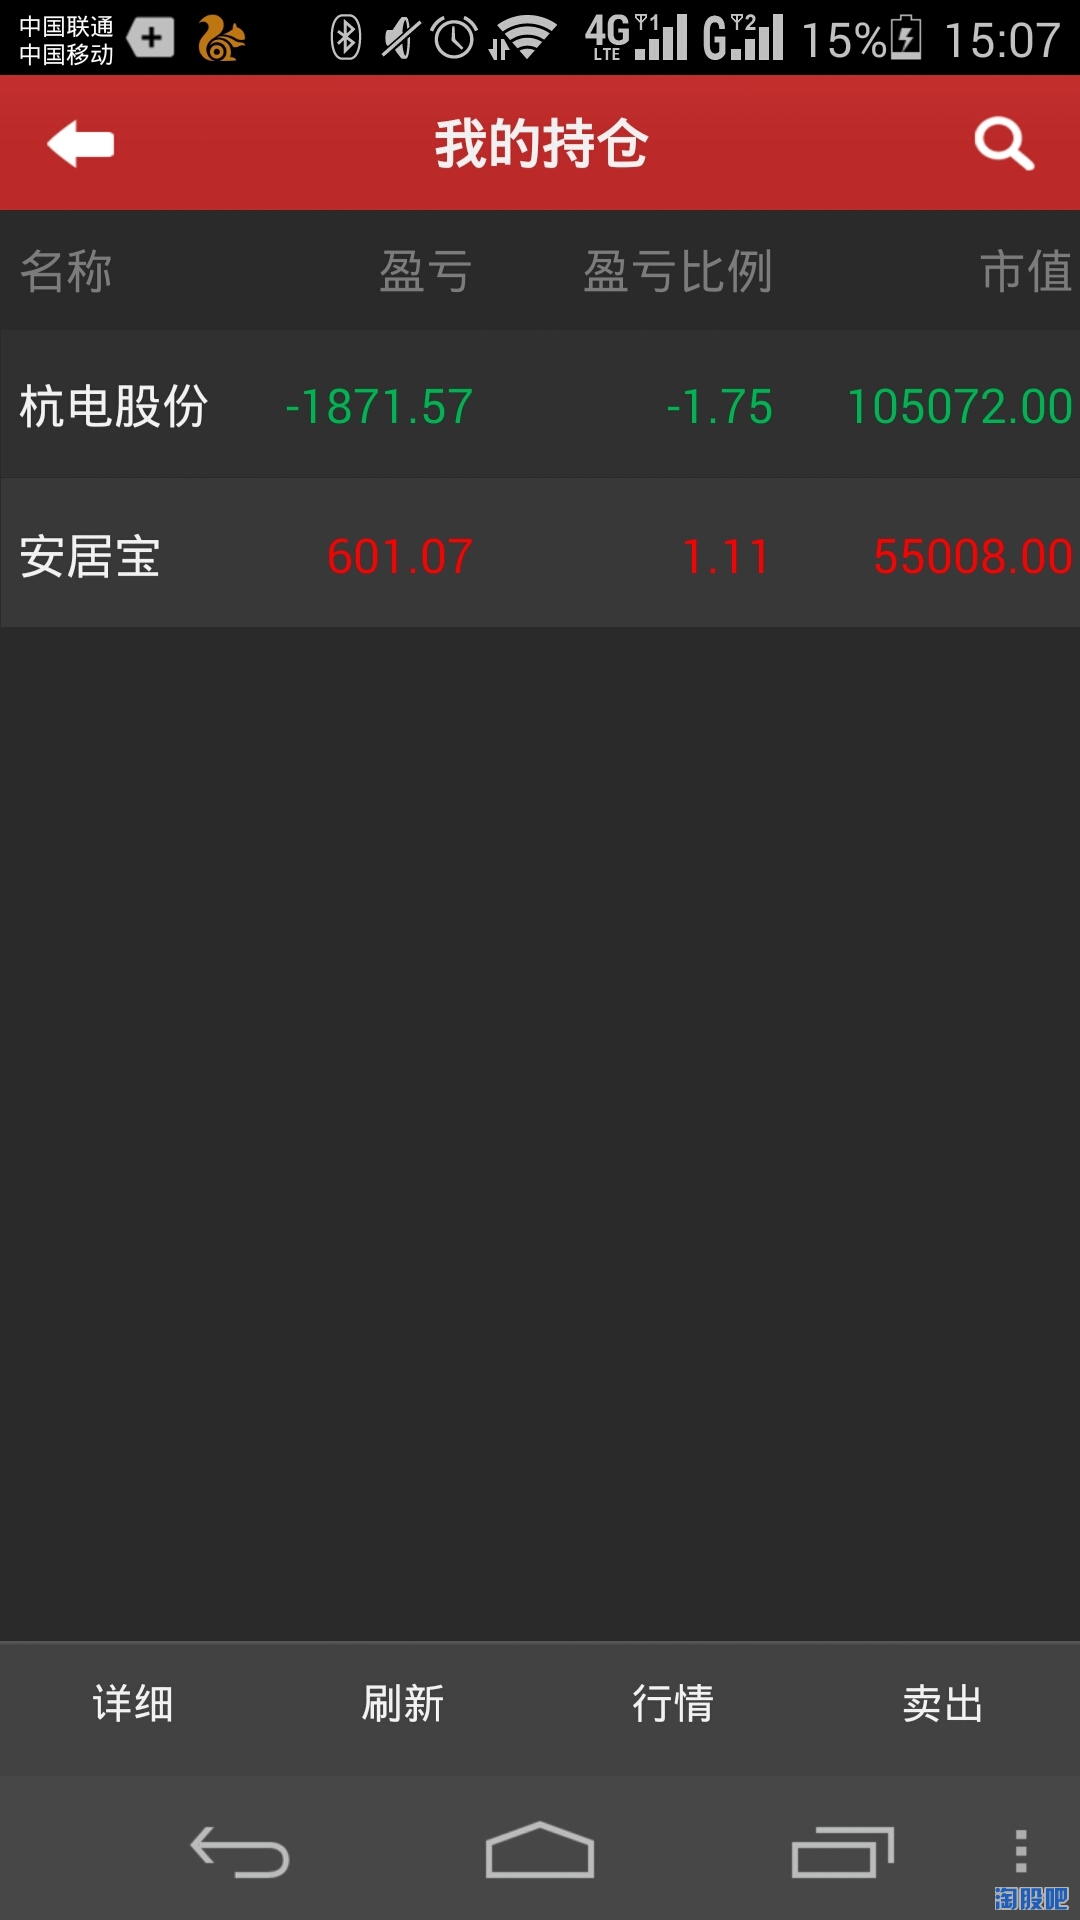 中国联通
中国移动
4G LTE 1 G 2 15% 15:07
我的持仓
名称 盈亏 盈亏比例 市值
杭电股份 -1871.57 -1.75 105072.00
安居宝 601.07 1.11 55008.00
详细 刷新 行情 卖出
淘股吧